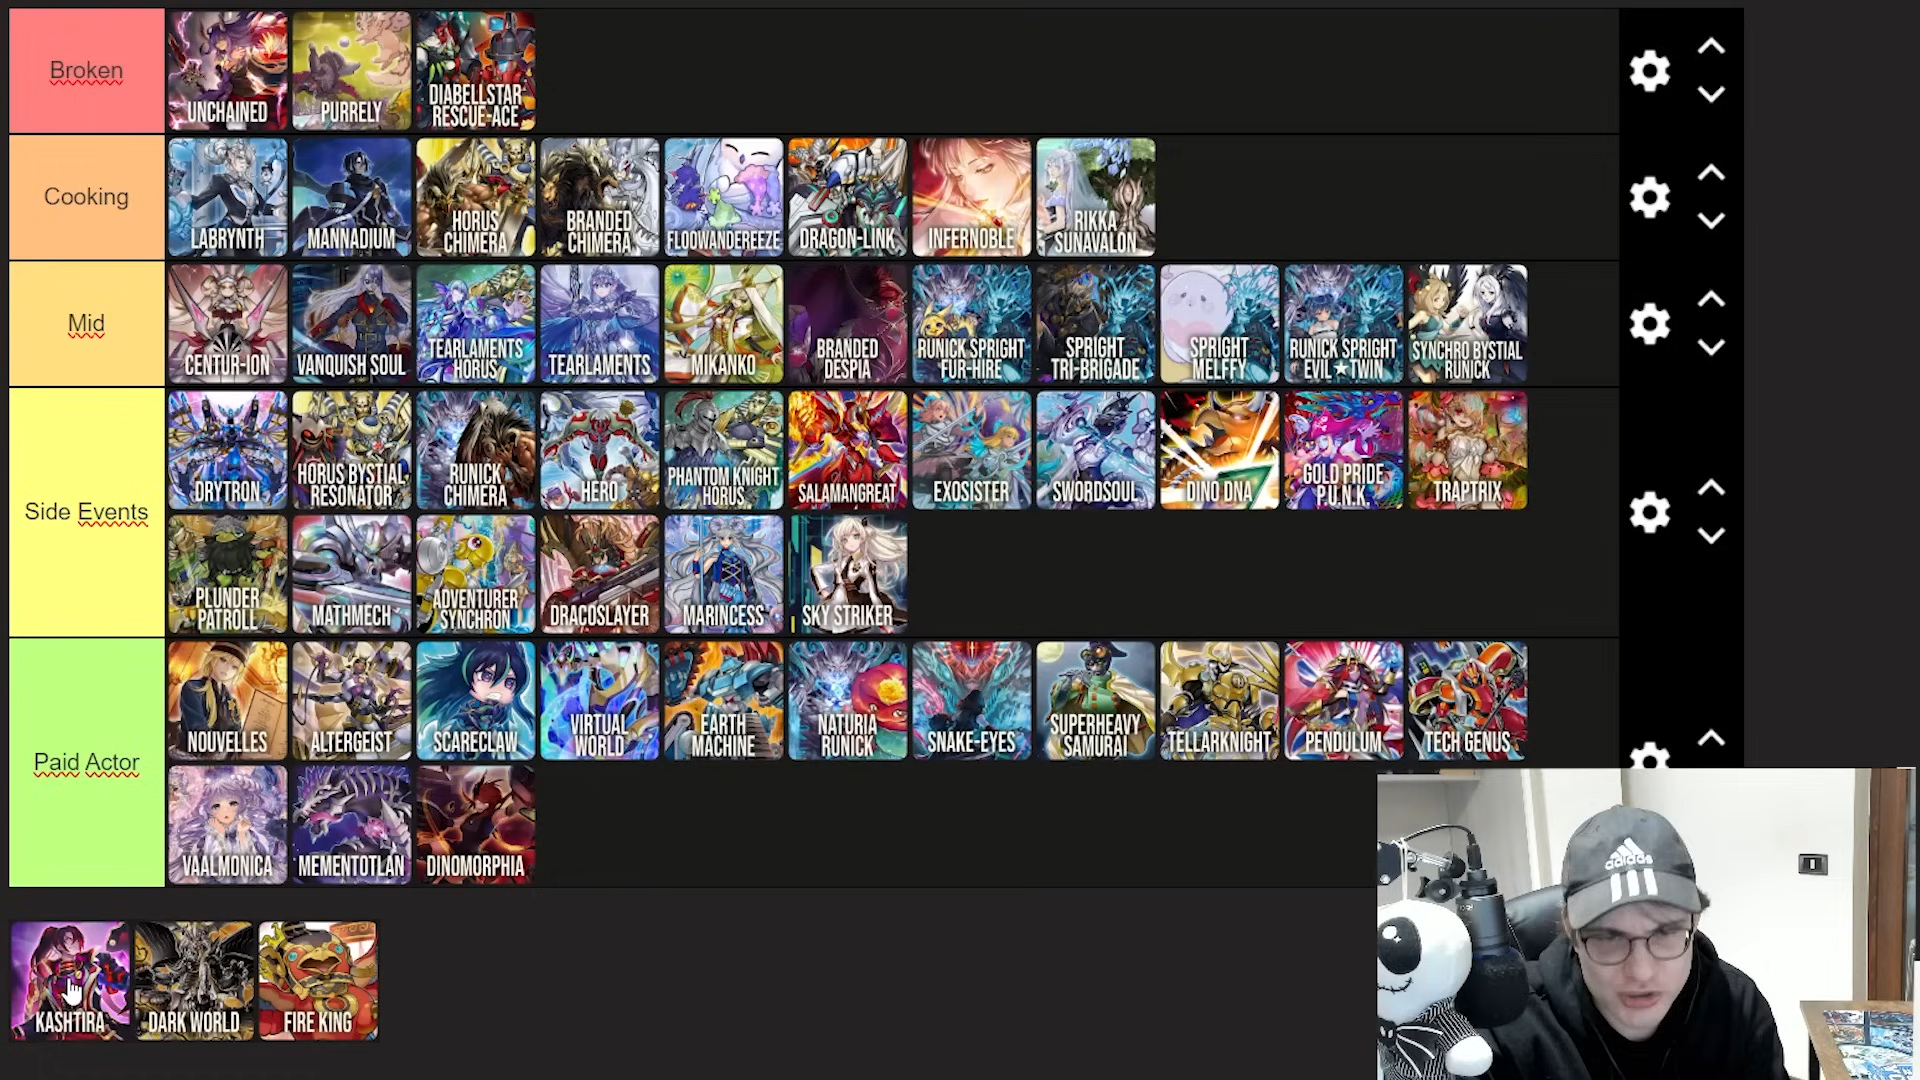 Broken
UNCHAINED
PURRELY
DIABELLSTAR
RESCUE-ACE
Cooking
LABRYNTH
MANNADIUM
HORUS
CHIMERA
BRANDED
CHIMERA
FLOOWANDEREEZE
DRAGON-LINK
INFERNOBLE
RIKKA
SUNAVALON
Mid
CENTUR-ION
VANQUISH SOUL
TEARLAMENTS
HORUS
TEARLAMENTS
MIKANKO
BRANDED
DESPIA
RUNICK SPRIGHT
FUR-HIRE
SPRIGHT
TRI-BRIGADE
SPRIGHT
MELFFY
RUNICK SPRIGHT
EVIL★TWIN
SYNCHRO BYSTIAL
RUNICK
Side Events
DRYTRON
HORUS BYSTIAL
RESONATOR
RUNICK
CHIMERA
HERO
PHANTOM KNIGHT
HORUS
SALAMANGREAT
EXOSISTER
SWORDSOUL
DINO DNA
GOLD PRIDE
P.U.N.K.
TRAPTRIX
PLUNDER
PATROLL
MATHMECH
ADVENTURER
SYNCHRON
DRACOSLAYER
MARINCESS
SKY STRIKER
Paid Actor
NOUVELLES
ALTERGEIST
SCARECLAW
VIRTUAL
WORLD
EARTH
MACHINE
NATURIA
RUNICK
SNAKE-EYES
SUPERHEAVY
SAMURAI
TELLARKNIGHT
PENDULUM
TECH GENUS
VAALMONICA
MEMENTOTLAN
DINOMORPHIA
KASHTIRA
DARK WORLD
FIRE KING
adidas